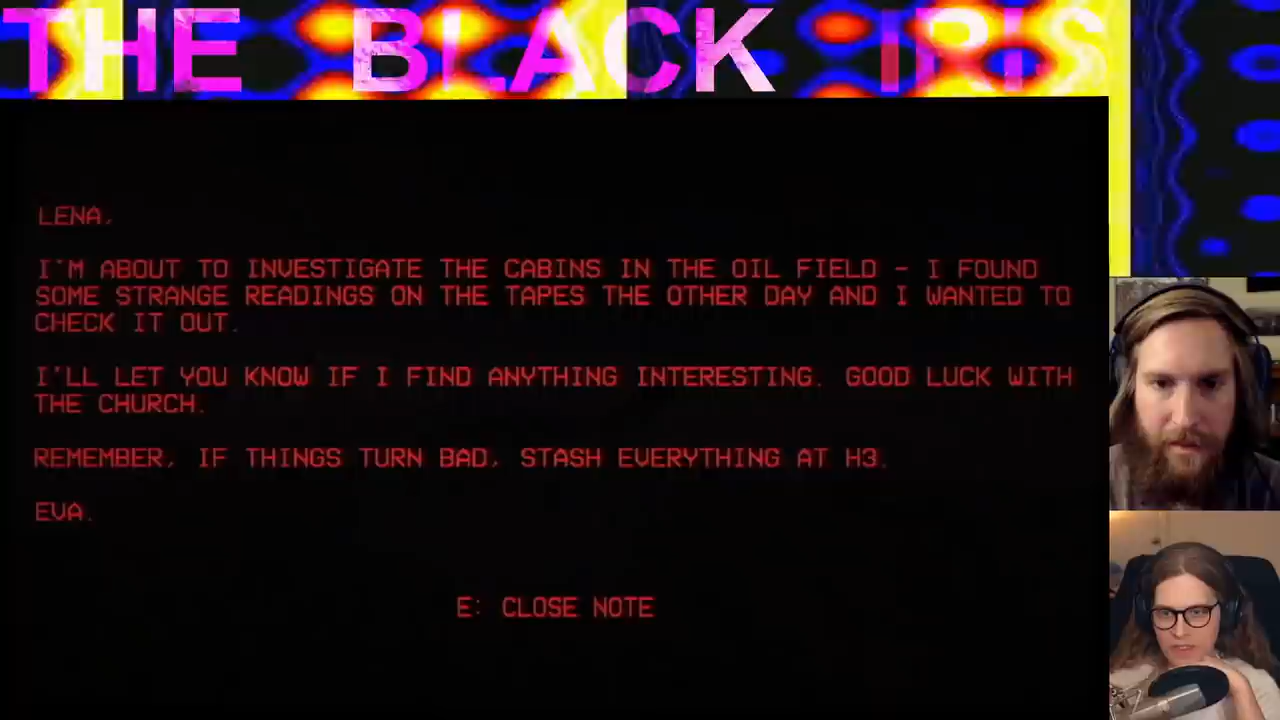 THE BLACK IRIS
LENA,
I'M ABOUT TO INVESTIGATE THE CABINS IN THE OIL FIELD - I FOUND
SOME STRANGE READINGS ON THE TAPES THE OTHER DAY AND I WANTED TO
CHECK IT OUT.
I'LL LET YOU KNOW IF I FIND ANYTHING INTERESTING. GOOD LUCK WITH
THE CHURCH.
REMEMBER, IF THINGS TURN BAD, STASH EVERYTHING AT H3.
EVA.
E: CLOSE NOTE